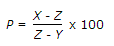 P = X - Z / Z - Y x 100